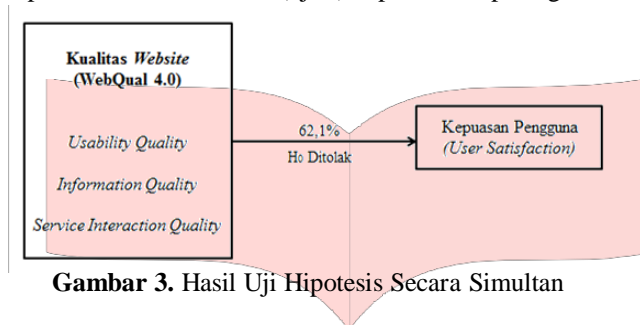 Kualitas Website
(WebQual 4.0)
Usability Quality
Information Quality
Service Interaction Quality
62,1%
H0 Ditolak
Kepuasan Pengguna
(User Satisfaction)
Gambar 3. Hasil Uji Hipotesis Secara Simultan